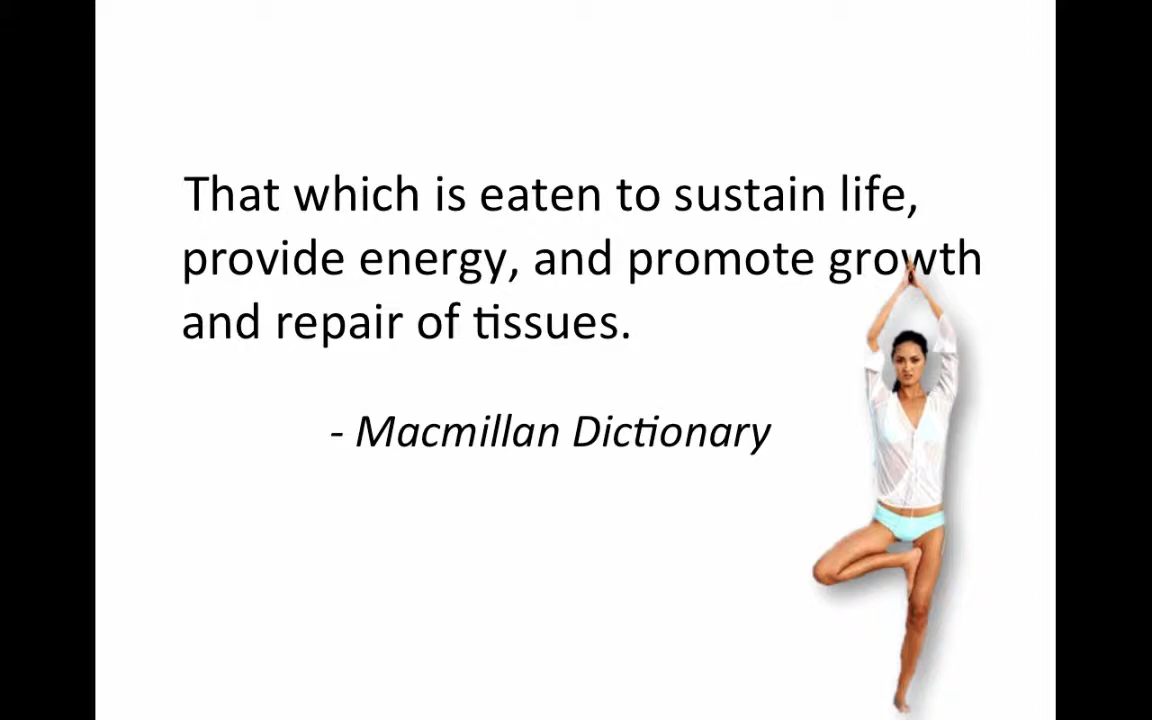 That which is eaten to sustain life,
provide energy, and promote growth
and repair of tissues.
- Macmillan Dictionary